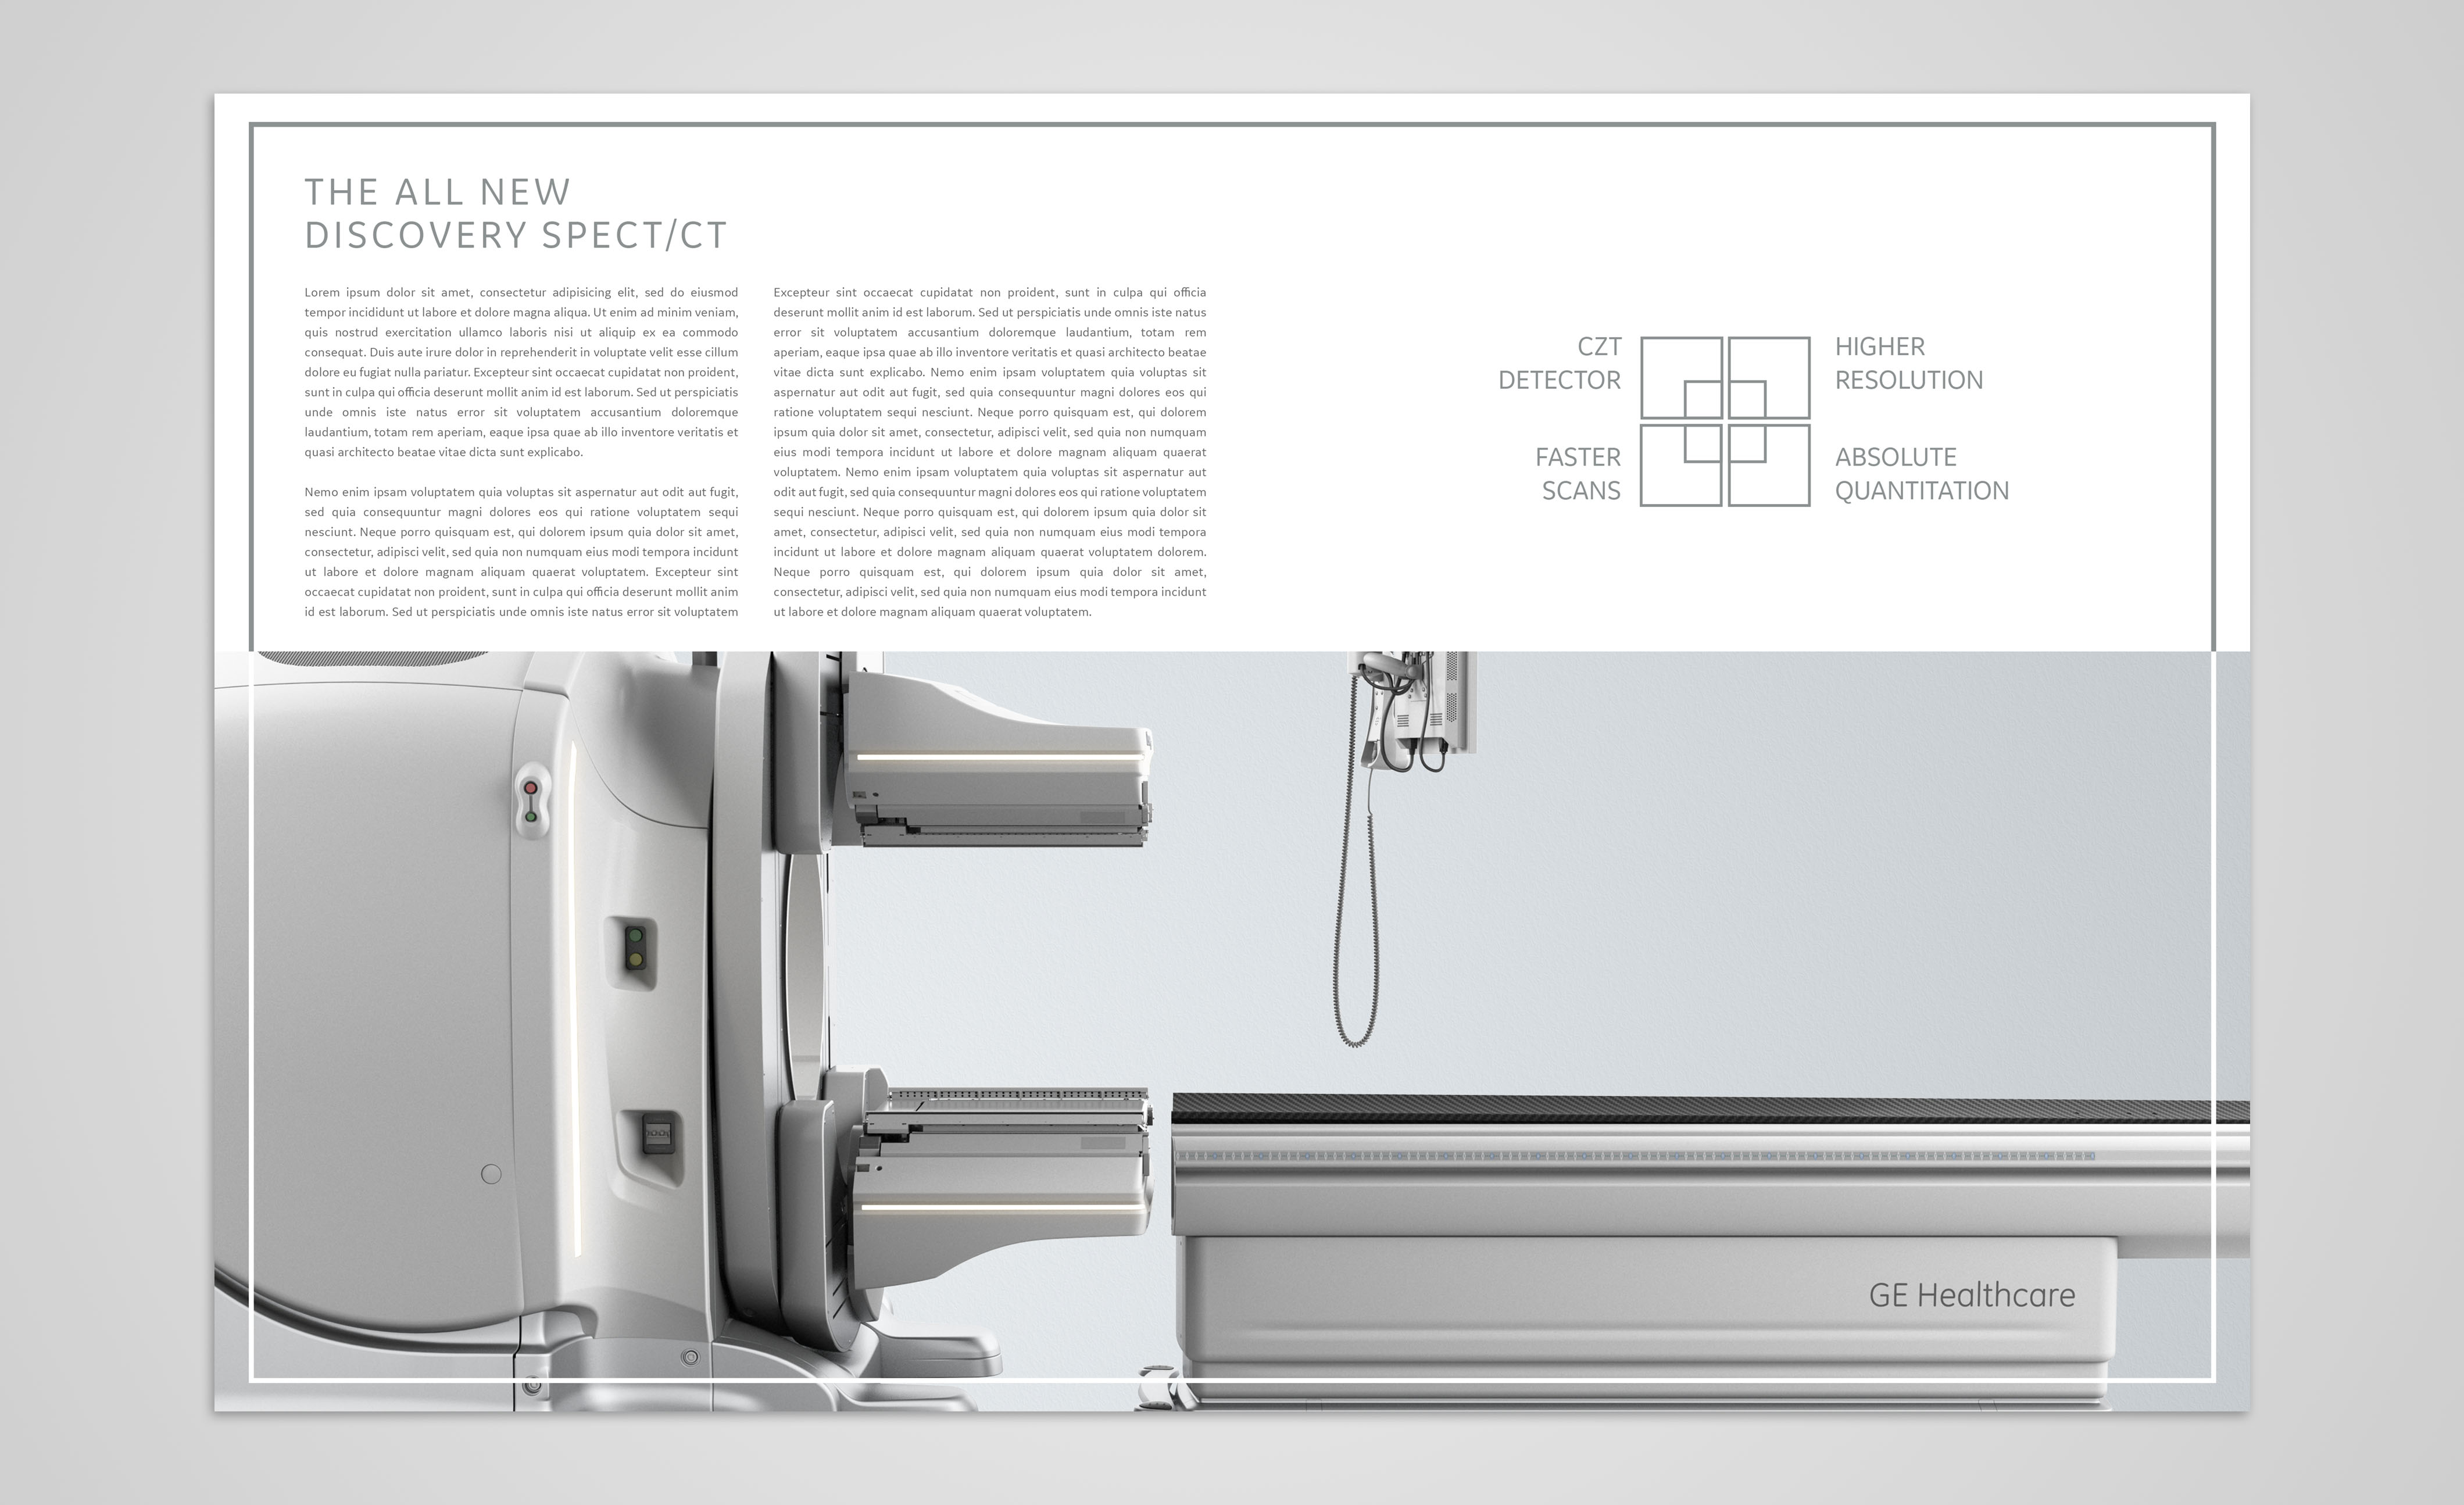 THE ALL NEW
DISCOVERY SPECT/CT
Lorem ipsum dolor sit amet, consectetur adipisicing elit, sed do eiusmod
tempor incididunt ut labore et dolore magna aliqua. Ut enim ad minim veniam,
quis nostrud exercitation ullamco laboris nisi ut aliquip ex ea commodo
consequat. Duis aute irure dolor in reprehenderit in voluptate velit esse cillum
dolore eu fugiat nulla pariatur. Excepteur sint occaecat cupidatat non proident,
sunt in culpa qui officia deserunt mollit anim id est laborum. Sed ut perspiciatis
unde omnis iste natus error sit voluptatem accusantium doloremque
laudantium, totam rem aperiam, eaque ipsa quae ab illo inventore veritatis et
quasi architecto beatae vitae dicta sunt explicabo.
Nemo enim ipsam voluptatem quia voluptas sit aspernatur aut odit aut fugit,
sed quia consequuntur magni dolores eos qui ratione voluptatem sequi
nesciunt. Neque porro quisquam est, qui dolorem ipsum quia dolor sit amet,
consectetur, adipisci velit, sed quia non numquam eius modi tempora incidunt
ut labore et dolore magnam aliquam quaerat voluptatem. Excepteur sint
occaecat cupidatat non proident, sunt in culpa qui officia deserunt mollit anim
id est laborum. Sed ut perspiciatis unde omnis iste natus error sit voluptatem
Excepteur sint occaecat cupidatat non proident, sunt in culpa qui officia
deserunt mollit anim id est laborum. Sed ut perspiciatis unde omnis iste natus
error sit voluptatem accusantium doloremque laudantium, totam rem
aperiam, eaque ipsa quae ab illo inventore veritatis et quasi architecto beatae
vitae dicta sunt explicabo. Nemo enim ipsam voluptatem quia voluptas sit
aspernatur aut odit aut fugit, sed quia consequuntur magni dolores eos qui
ratione voluptatem sequi nesciunt. Neque porro quisquam est, qui dolorem
ipsum quia dolor sit amet, consectetur, adipisci velit, sed quia non numquam
eius modi tempora incidunt ut labore et dolore magnam aliquam quaerat
voluptatem. Nemo enim ipsam voluptatem quia voluptas sit aspernatur aut
odit aut fugit, sed quia consequuntur magni dolores eos qui ratione voluptatem
sequi nesciunt. Neque porro quisquam est, qui dolorem ipsum quia dolor sit
amet, consectetur, adipisci velit, sed quia non numquam eius modi tempora
incidunt ut labore et dolore magnam aliquam quaerat voluptatem dolorem.
Neque porro quisquam est, qui dolorem ipsum quia dolor sit amet,
consectetur, adipisci velit, sed quia non numquam eius modi tempora incidunt
ut labore et dolore magnam aliquam quaerat voluptatem.
CZT
DETECTOR
HIGHER
RESOLUTION
FASTER
SCANS
ABSOLUTE
QUANTITATION
GE Healthcare